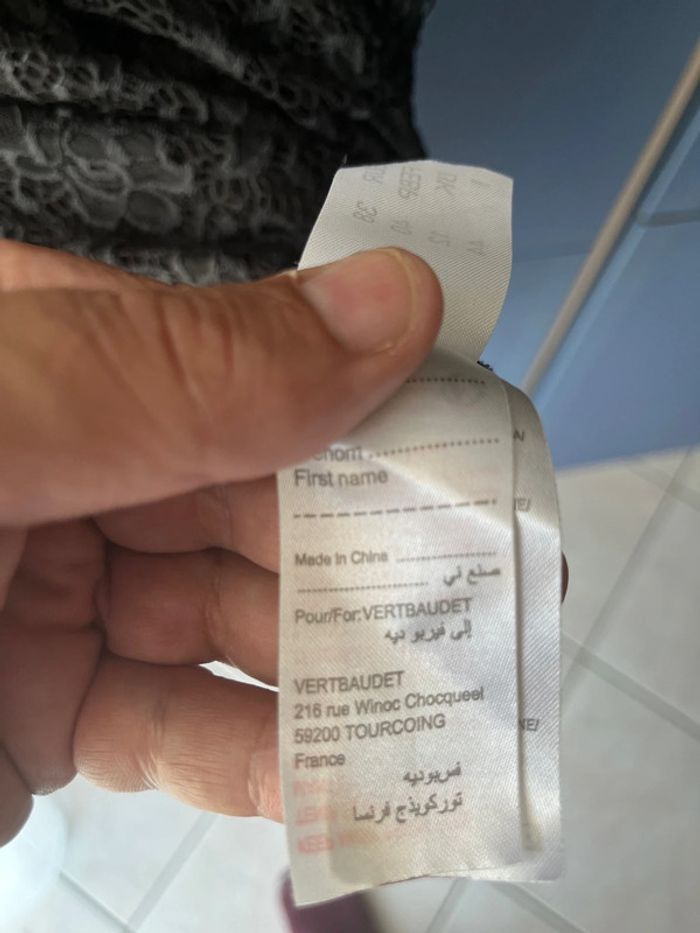 First name
Made in China
صنع في
Pour/For:VERTBAUDET
إلى فيربو ديه
VERTBAUDET
216 rue Winoc Chocqueel
59200 TOURCOING
France
فيربوديه
توركويذج فرنسا